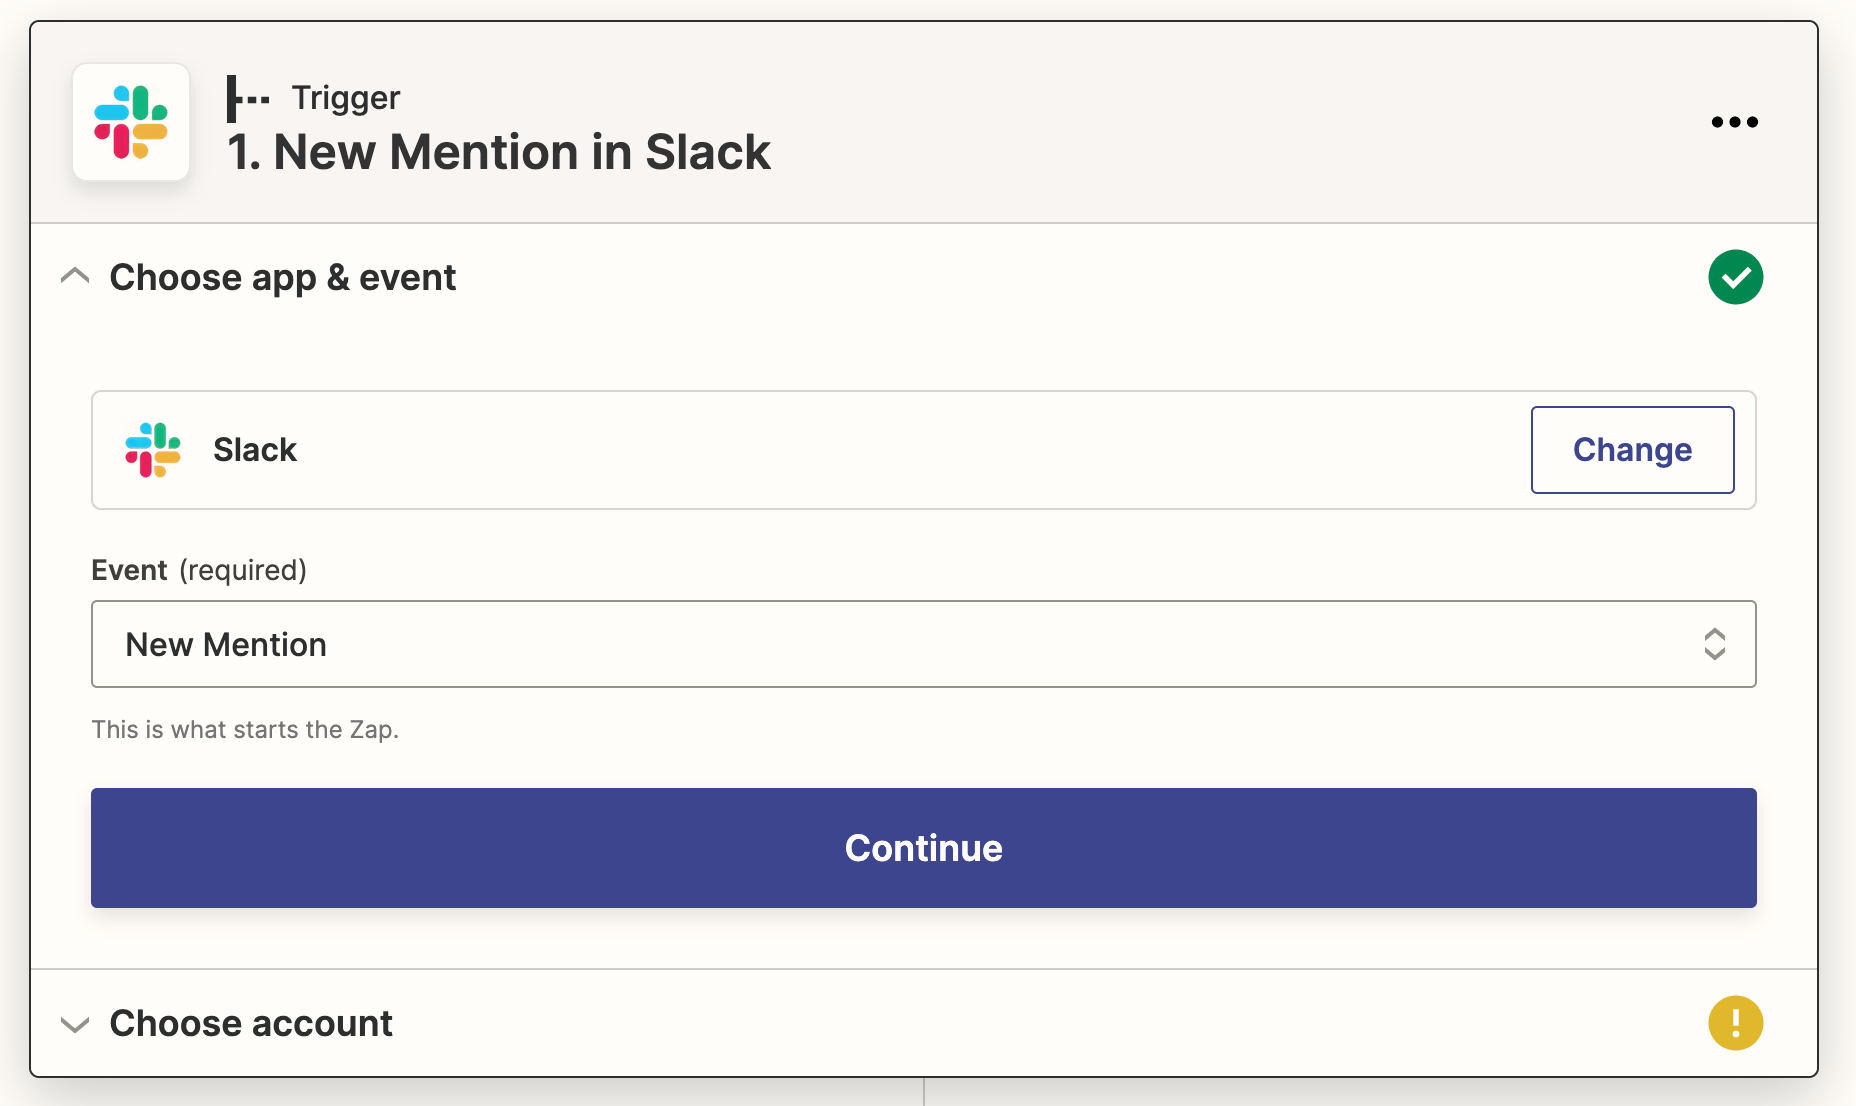 Trigger
1. New Mention in Slack
Choose app & event
Slack
Change
Event (required)
New Mention
This is what starts the Zap.
Continue
Choose account